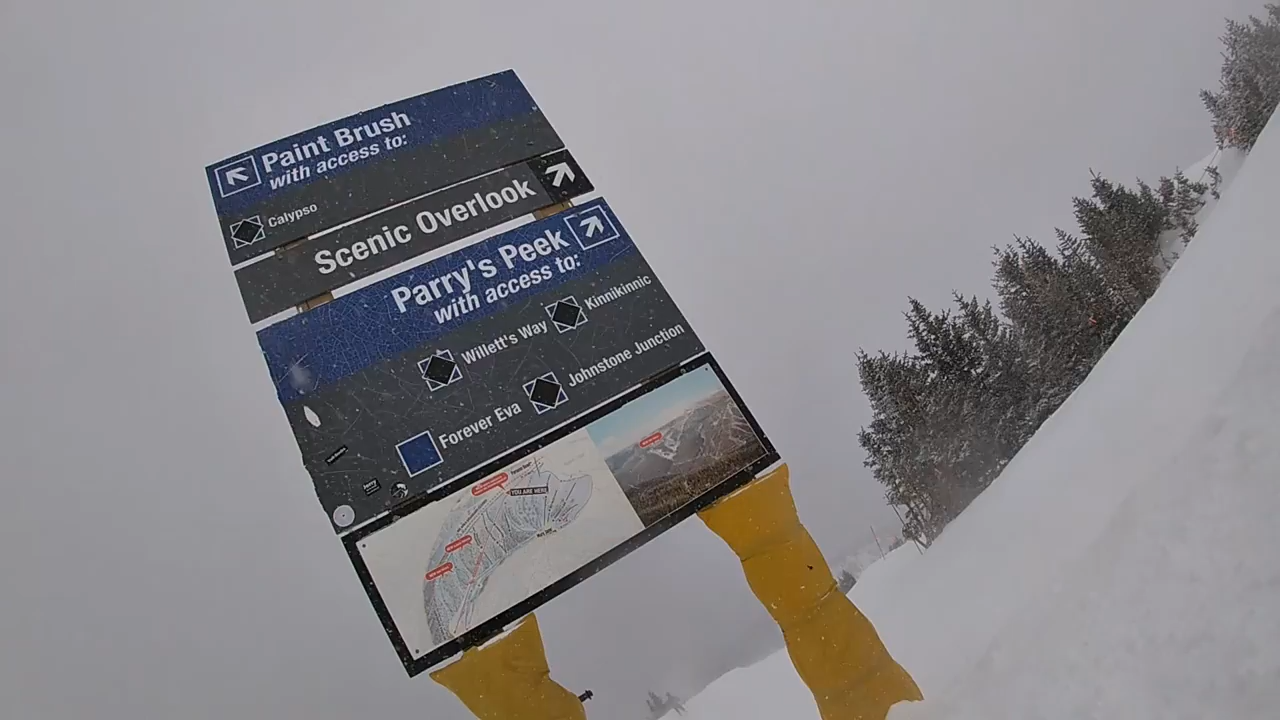 Paint Brush
with access to:
Calypso
Scenic Overlook
Parry's Peek
with access to:
Willett's Way
Kinnikinnic
Forever Eva
Johnstone Junction
YOU ARE HERE